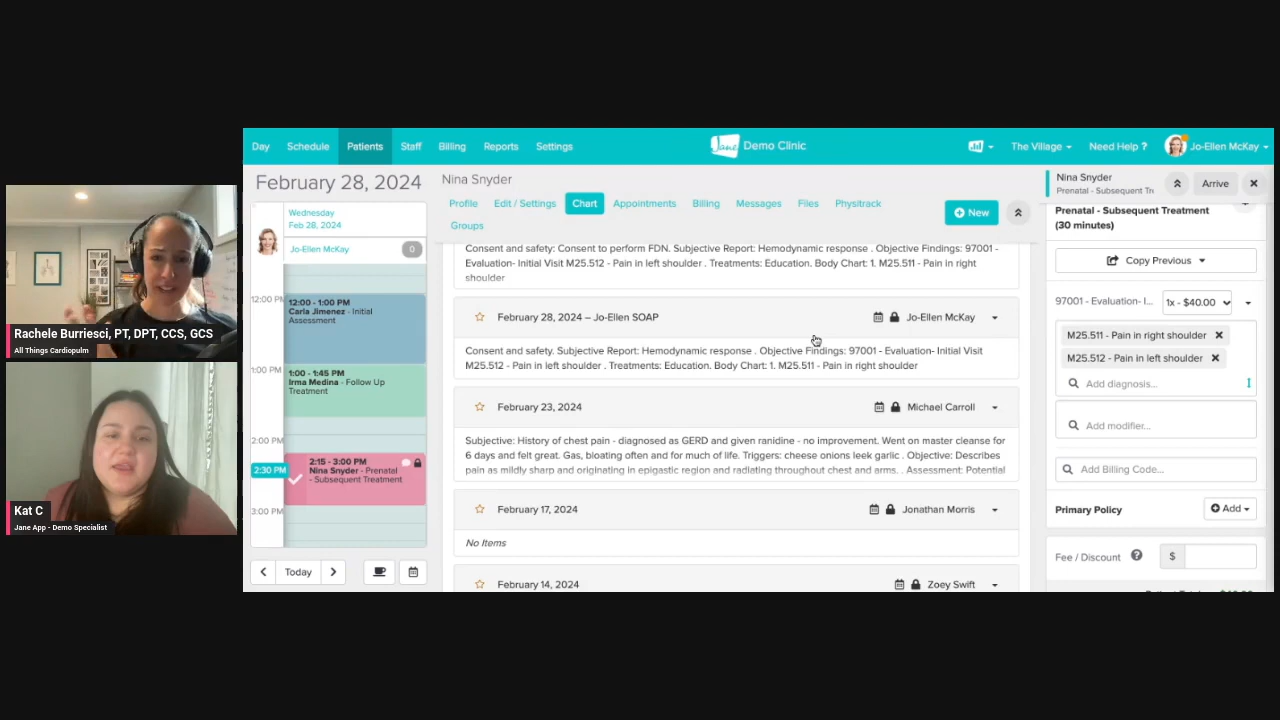 Rachele Burriesci, PT, DPT, CCS, GCS
All Things Cardiopulm
Kat C
Jane App - Demo Specialist
Day Schedule Patients Staff Billing Reports Settings
Jane Demo Clinic
The Village Need Help ? Jo-Ellen McKay
February 28, 2024
Wednesday
Feb 28, 2024
Jo-Ellen McKay 0
12:00 PM
12:00 - 1:00 PM
Carla Jimenez - Initial
Assessment
1:00 PM
1:00 - 1:45 PM
Irma Medina - Follow Up
Treatment
2:00 PM
2:30 PM
2:15 - 3:00 PM
Nina Snyder - Prenatal
- Subsequent Treatment
3:00 PM
Today
Nina Snyder
Profile Edit / Settings Chart Appointments Billing Messages Files Physitrack
Groups
New
Consent and safety: Consent to perform FDN. Subjective Report: Hemodynamic response . Objective Findings: 97001 -
Evaluation- Initial Visit M25.512 - Pain in left shoulder . Treatments: Education. Body Chart: 1. M25.511 - Pain in right
shoulder
February 28, 2024 – Jo-Ellen SOAP Jo-Ellen McKay
Consent and safety. Subjective Report: Hemodynamic response . Objective Findings: 97001 - Evaluation- Initial Visit
M25.512 - Pain in left shoulder . Treatments: Education. Body Chart: 1. M25.511 - Pain in right shoulder
February 23, 2024 Michael Carroll
Subjective: History of chest pain - diagnosed as GERD and given ranidine - no improvement. Went on master cleanse for
6 days and felt great. Gas, bloating often and for much of life. Triggers: cheese onions leek garlic . Objective: Describes
pain as mildly sharp and originating in epigastric region and radiating throughout chest and arms. . Assessment: Potential
February 17, 2024 Jonathan Morris
No Items
February 14, 2024 Zoey Swift
Nina Snyder
Prenatal - Subsequent Tn
Arrive
Prenatal - Subsequent Treatment
(30 minutes)
Copy Previous
97001 - Evaluation- I... 1x - $40.00
M25.511 - Pain in right shoulder
M25.512 - Pain in left shoulder
Add diagnosis...
Add modifier...
Add Billing Code...
Primary Policy Add
Fee / Discount $